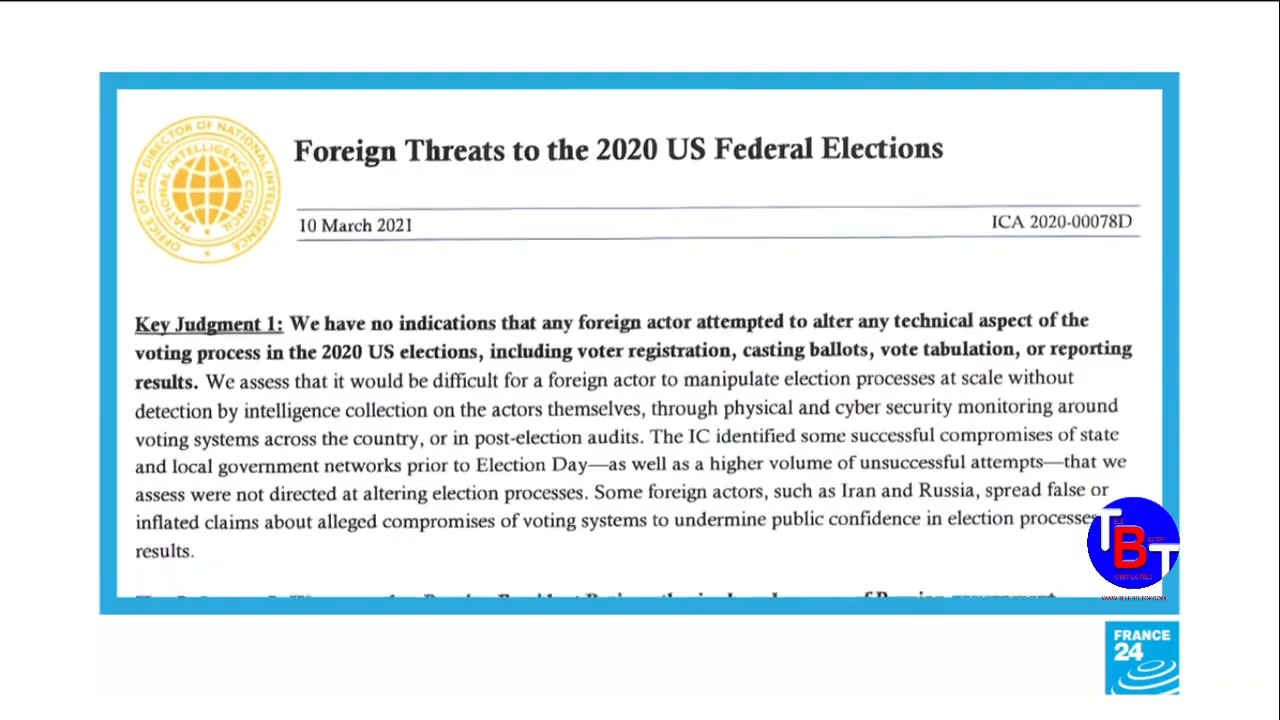 OFFICE OF THE DIRECTOR OF NATIONAL INTELLIGENCE
NATIONAL INTELLIGENCE COUNCIL
Foreign Threats to the 2020 US Federal Elections
10 March 2021
ICA 2020-00078D
Key Judgment 1: We have no indications that any foreign actor attempted to alter any technical aspect of the
voting process in the 2020 US elections, including voter registration, casting ballots, vote tabulation, or reporting
results. We assess that it would be difficult for a foreign actor to manipulate election processes at scale without
detection by intelligence collection on the actors themselves, through physical and cyber security monitoring around
voting systems across the country, or in post-election audits. The IC identified some successful compromises of state
and local government networks prior to Election Day—as well as a higher volume of unsuccessful attempts—that we
assess were not directed at altering election processes. Some foreign actors, such as Iran and Russia, spread false or
inflated claims about alleged compromises of voting systems to undermine public confidence in election processes
results.
TBT
FRANCE
24